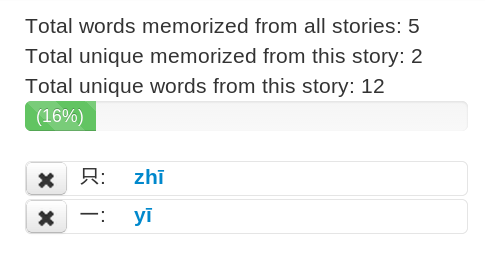 Total words memorized from all stories: 5
Total unique memorized from this story: 2
Total unique words from this story: 12
(16%)
只: zhī
一: yī